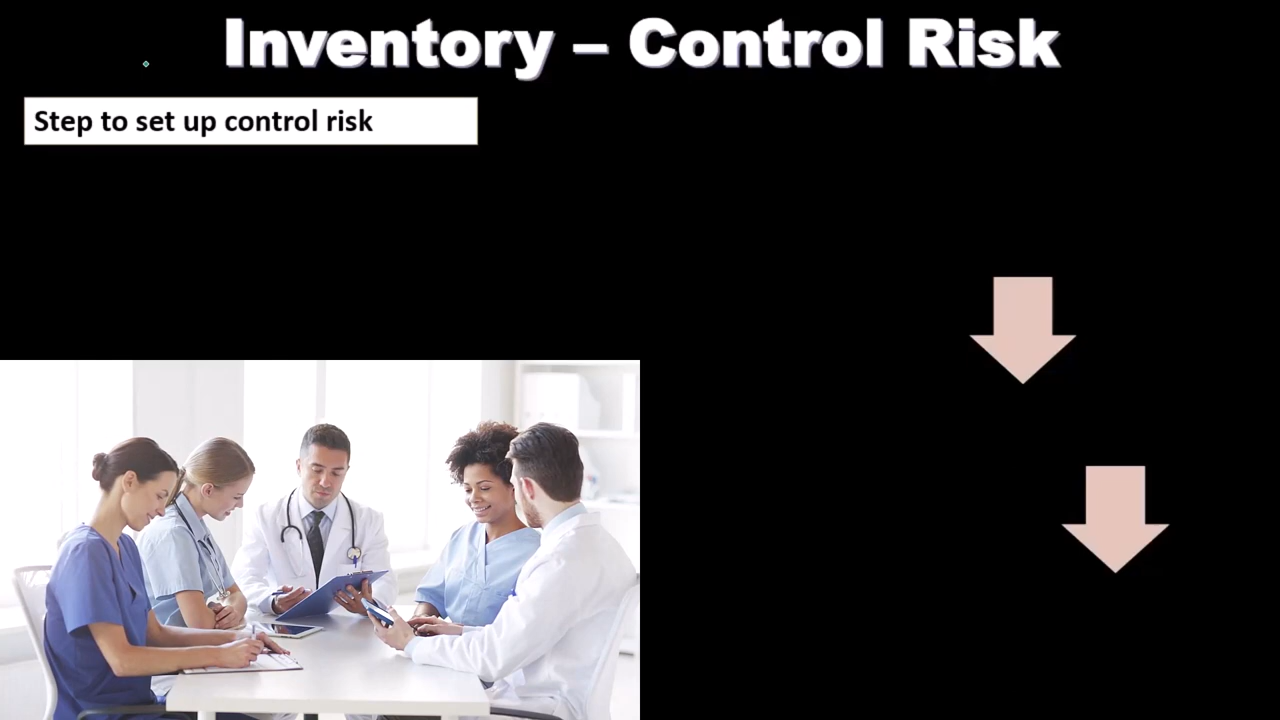 Inventory – Control Risk
Step to set up control risk